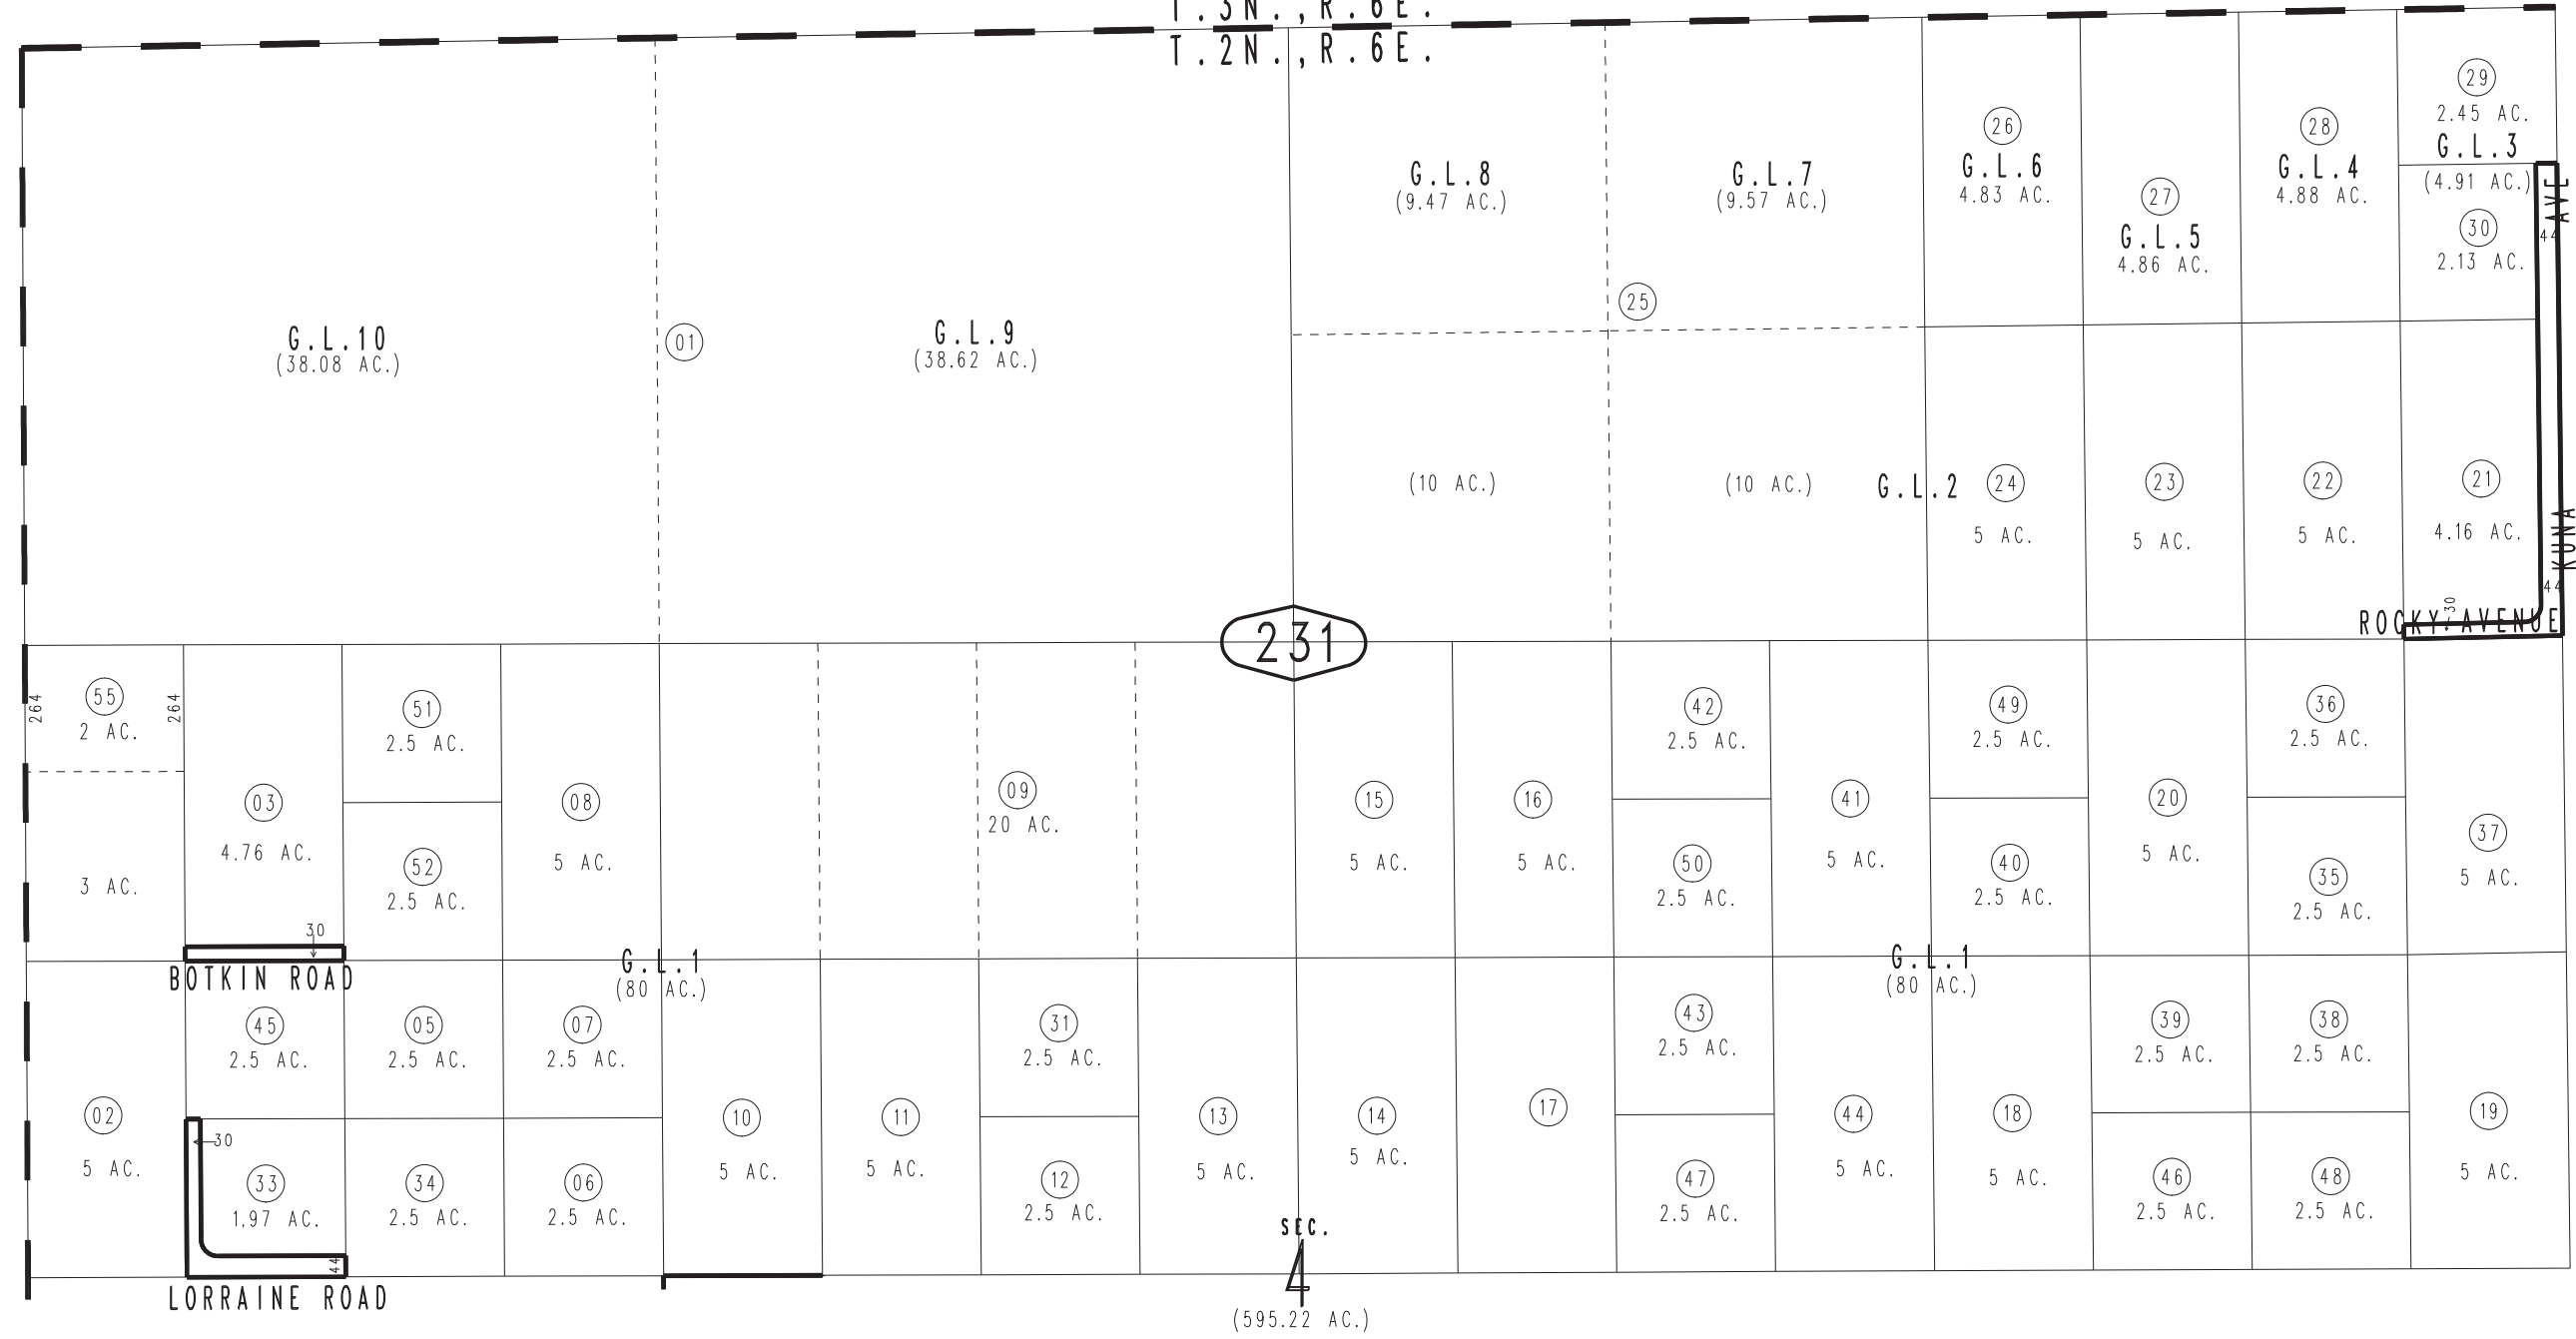 T.3N.,R.6E.
T.2N.,R.6E.
29
2.45 AC.
G.L.3
(4.91 AC.)
30
2.13 AC.
26
G.L.6
4.83 AC.
28
G.L.4
4.88 AC.
27
G.L.5
4.86 AC.
G.L.8
(9.47 AC.)
G.L.7
(9.57 AC.)
25
G.L.10
(38.08 AC.)
01
G.L.9
(38.62 AC.)
KUNA AVE
44
44
(10 AC.)
(10 AC.)
G.L.2
24
5 AC.
23
5 AC.
22
5 AC.
21
4.16 AC.
30
ROCKY AVENUE
231
264
55
2 AC.
264
3 AC.
03
4.76 AC.
30
BOTKIN ROAD
51
2.5 AC.
52
2.5 AC.
08
5 AC.
09
20 AC.
15
5 AC.
16
5 AC.
42
2.5 AC.
50
2.5 AC.
41
5 AC.
49
2.5 AC.
40
2.5 AC.
20
5 AC.
36
2.5 AC.
35
2.5 AC.
37
5 AC.
G.L.1
(80 AC.)
G.L.1
(80 AC.)
02
5 AC.
45
2.5 AC.
30
33
1.97 AC.
44
LORRAINE ROAD
05
2.5 AC.
34
2.5 AC.
07
2.5 AC.
06
2.5 AC.
10
5 AC.
11
5 AC.
31
2.5 AC.
12
2.5 AC.
13
5 AC.
14
5 AC.
17
43
2.5 AC.
47
2.5 AC.
44
5 AC.
18
5 AC.
39
2.5 AC.
46
2.5 AC.
38
2.5 AC.
48
2.5 AC.
19
5 AC.
SEC.
4
(595.22 AC.)